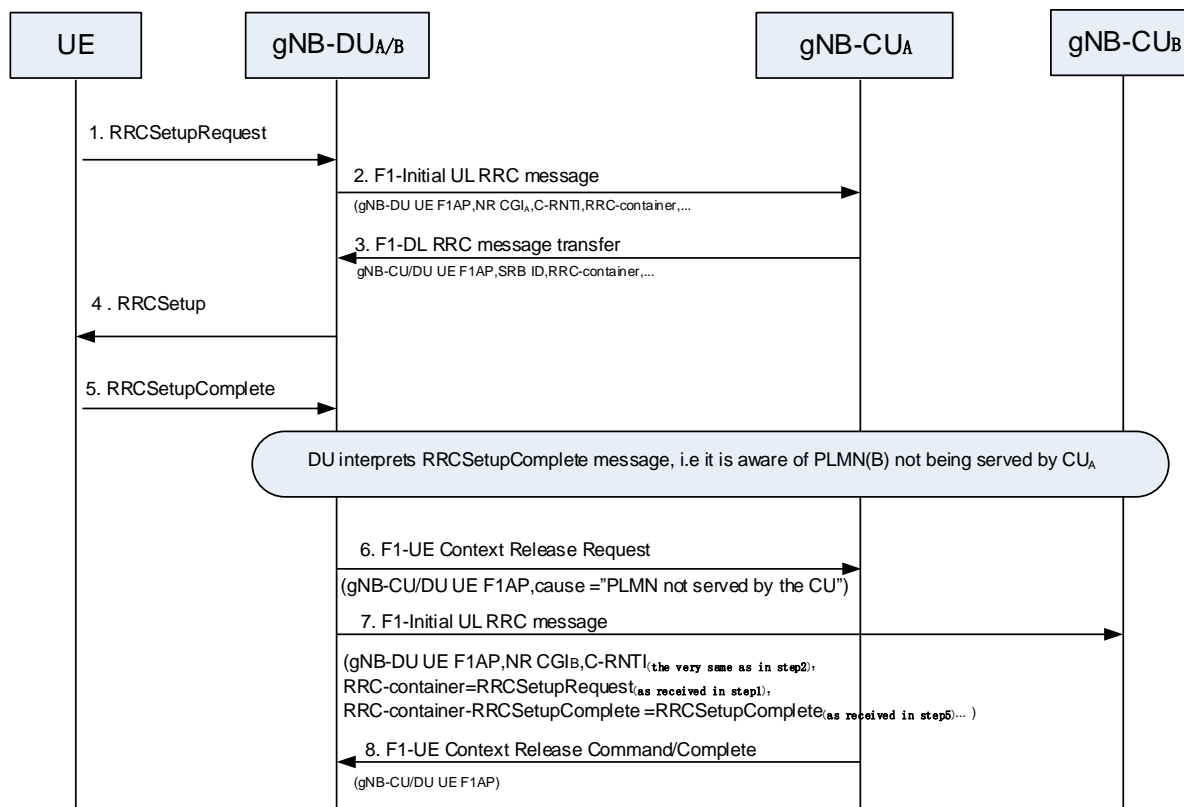 UE
gNB-DUA/B
gNB-CUA
gNB-CUB
1. RRCSetupRequest
2. F1-Initial UL RRC message
(gNB-DU UE F1AP,NR CGIA,C-RNTI,RRC-container,...
3. F1-DL RRC message transfer
gNB-CU/DU UE F1AP,SRB ID,RRC-container,...
4 . RRCSetup
5. RRCSetupComplete
DU interprets RRCSetupComplete message, i.e it is aware of PLMN(B) not being served by CUA
6. F1-UE Context Release Request
(gNB-CU/DU UE F1AP,cause =”PLMN not served by the CU”)
7. F1-Initial UL RRC message
(gNB-DU UE F1AP,NR CGIB,C-RNTI(the very same as in step2),
RRC-container=RRCSetupRequest(as received in step1),
RRC-container-RRCSetupComplete =RRCSetupComplete(as received in step5)... )
8. F1-UE Context Release Command/Complete
(gNB-CU/DU UE F1AP)